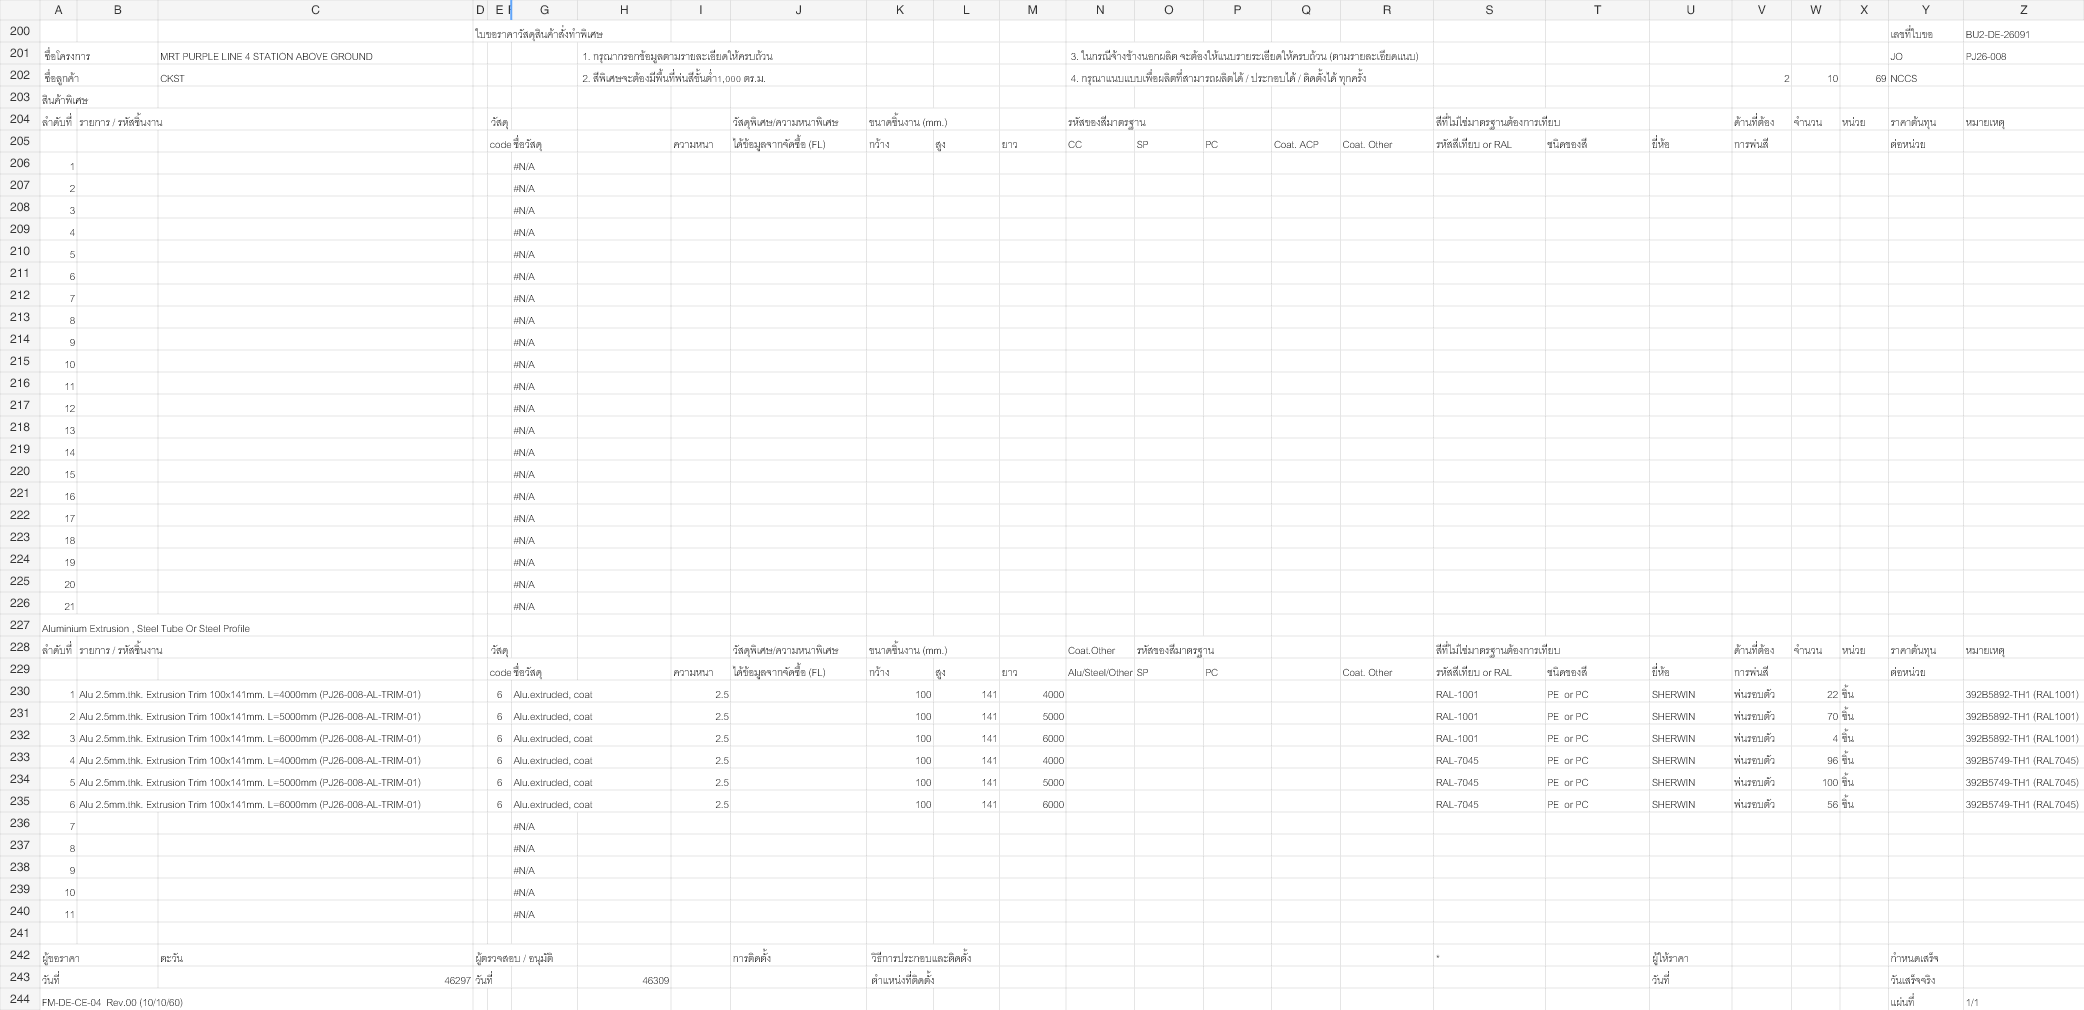 A B C D E F G H I J K L M N O P Q R S T U V W X Y Z
200 ใบขอราคาวัสดุสินค้าสั่งทำพิเศษ เลขที่ใบขอ BU2-DE-26091
201 ชื่อโครงการ MRT PURPLE LINE 4 STATION ABOVE GROUND 1. กรุณากรอกข้อมูลตามรายละเอียดให้ครบถ้วน 3. ในกรณีจ้างช้างนอกผลิต จะต้องให้แนบรายระเอียดให้ครบถ้วน (ตามรายละเอียดแนบ) JO PJ26-008
202 ชื่อลูกค้า CKST 2. สีพิเศษจะต้องมีพื้นที่พ่นสีขั้นต่ำ1,000 ตร.ม. 4. กรุณาแนบแบบเพื่อผลิตที่สามารถผลิตได้ / ประกอบได้ / ติดตั้งได้ ทุกครั้ง 2 10 69 NCCS
203 สินค้าพิเศษ
204 ลำดับที่ รายการ / รหัสชิ้นงาน วัสดุ วัสดุพิเศษ/ความหนาพิเศษ ขนาดชิ้นงาน (mm.) รหัสของสีมาตรฐาน สีที่ไม่ใช่มาตรฐานต้องการเทียบ ด้านที่ต้อง จำนวน หน่วย ราคาต้นทุน หมายเหตุ
205 code ชื่อวัสดุ ความหนา ได้ข้อมูลจากจัดซื้อ (FL) กว้าง สูง ยาว CC SP PC Coat. ACP Coat. Other รหัสสีเทียบ or RAL ชนิดของสี ยี่ห้อ การพ่นสี ต่อหน่วย
206 1 #N/A
207 2 #N/A
208 3 #N/A
209 4 #N/A
210 5 #N/A
211 6 #N/A
212 7 #N/A
213 8 #N/A
214 9 #N/A
215 10 #N/A
216 11 #N/A
217 12 #N/A
218 13 #N/A
219 14 #N/A
220 15 #N/A
221 16 #N/A
222 17 #N/A
223 18 #N/A
224 19 #N/A
225 20 #N/A
226 21 #N/A
227 Aluminium Extrusion , Steel Tube Or Steel Profile
228 ลำดับที่ รายการ / รหัสชิ้นงาน วัสดุ วัสดุพิเศษ/ความหนาพิเศษ ขนาดชิ้นงาน (mm.) Coat.Other รหัสของสีมาตรฐาน สีที่ไม่ใช่มาตรฐานต้องการเทียบ ด้านที่ต้อง จำนวน หน่วย ราคาต้นทุน หมายเหตุ
229 code ชื่อวัสดุ ความหนา ได้ข้อมูลจากจัดซื้อ (FL) กว้าง สูง ยาว Alu/Steel/Other SP PC Coat. Other รหัสสีเทียบ or RAL ชนิดของสี ยี่ห้อ การพ่นสี ต่อหน่วย
230 1 Alu 2.5mm.thk. Extrusion Trim 100x141mm. L=4000mm (PJ26-008-AL-TRIM-01) 6 Alu.extruded, coat 2.5 100 141 4000 RAL-1001 PE or PC SHERWIN พ่นรอบตัว 22 ชิ้น 392B5892-TH1 (RAL1001)
231 2 Alu 2.5mm.thk. Extrusion Trim 100x141mm. L=5000mm (PJ26-008-AL-TRIM-01) 6 Alu.extruded, coat 2.5 100 141 5000 RAL-1001 PE or PC SHERWIN พ่นรอบตัว 70 ชิ้น 392B5892-TH1 (RAL1001)
232 3 Alu 2.5mm.thk. Extrusion Trim 100x141mm. L=6000mm (PJ26-008-AL-TRIM-01) 6 Alu.extruded, coat 2.5 100 141 6000 RAL-1001 PE or PC SHERWIN พ่นรอบตัว 4 ชิ้น 392B5892-TH1 (RAL1001)
233 4 Alu 2.5mm.thk. Extrusion Trim 100x141mm. L=4000mm (PJ26-008-AL-TRIM-01) 6 Alu.extruded, coat 2.5 100 141 4000 RAL-7045 PE or PC SHERWIN พ่นรอบตัว 96 ชิ้น 392B5749-TH1 (RAL7045)
234 5 Alu 2.5mm.thk. Extrusion Trim 100x141mm. L=5000mm (PJ26-008-AL-TRIM-01) 6 Alu.extruded, coat 2.5 100 141 5000 RAL-7045 PE or PC SHERWIN พ่นรอบตัว 100 ชิ้น 392B5749-TH1 (RAL7045)
235 6 Alu 2.5mm.thk. Extrusion Trim 100x141mm. L=6000mm (PJ26-008-AL-TRIM-01) 6 Alu.extruded, coat 2.5 100 141 6000 RAL-7045 PE or PC SHERWIN พ่นรอบตัว 56 ชิ้น 392B5749-TH1 (RAL7045)
236 7 #N/A
237 8 #N/A
238 9 #N/A
239 10 #N/A
240 11 #N/A
241
242 ผู้ขอราคา ตะวัน ผู้ตรวจสอบ / อนุมัติ การติดตั้ง วิธีการประกอบและติดตั้ง * ผู้ให้ราคา กำหนดเสร็จ
243 วันที่ 46297 วันที่ 46309 ตำแหน่งที่ติดตั้ง วันที่ วันเสร็จจริง
244 FM-DE-CE-04 Rev.00 (10/10/60) แผ่นที่ 1/1